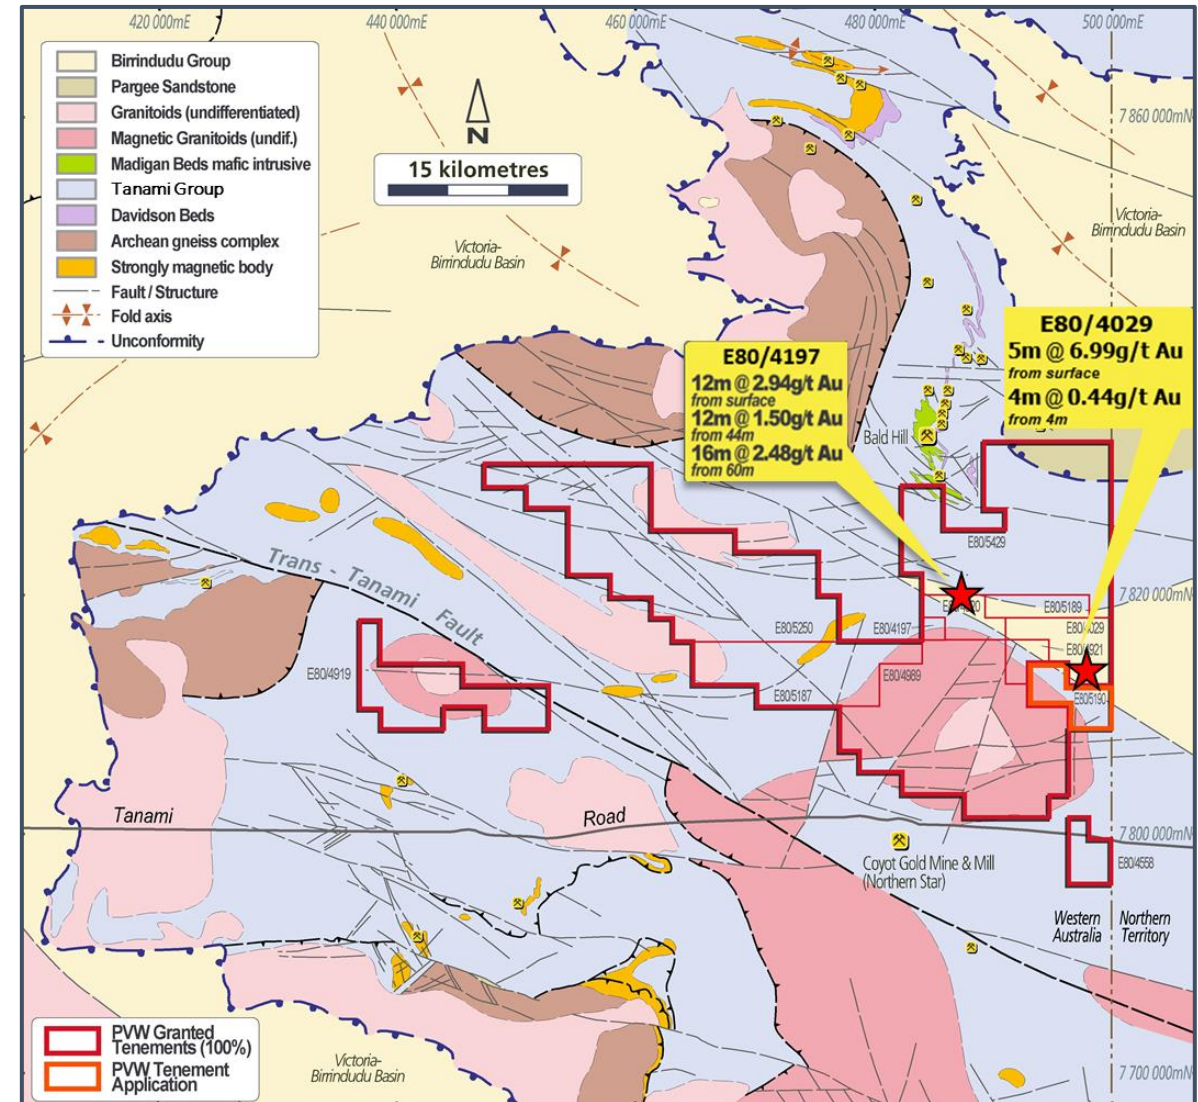 420 000mE
440 000mE
460 000mE
480 000mE
500 000mE
Birrindudu Group
Pargee Sandstone
Granitoids (undifferentiated)
Magnetic Granitoids (undif.)
Madigan Beds mafic intrusive
Tanami Group
Davidson Beds
Archean gneiss complex
Strongly magnetic body
Fault / Structure
Fold axis
Unconformity
N
15 kilometres
7 860 000mN
Victoria-
Birrindudu Basin
Victoria-
Birrindudu Basin
E80/4029
5m @ 6.99g/t Au
from surface
4m @ 0.44g/t Au
from 4m
E80/4197
12m @ 2.94g/t Au
from surface
12m @ 1.50g/t Au
from 44m
16m @ 2.48g/t Au
from 60m
Bald Hill
E80/5429
Trans - Tanami Fault
7 820 000mN
E80/5189
E80/5250
E80/4197
E80/4919
E80/4989
E80/5187
E80/5190
Tanami
Road
7 800 000mN
Coyot Gold Mine & Mill
(Northern Star)
E80/4558
Western
Australia
Northern
Territory
PVW Granted
Tenements (100%)
PVW Tenement
Application
Victoria-
Birrindudu Basin
7 700 000mN